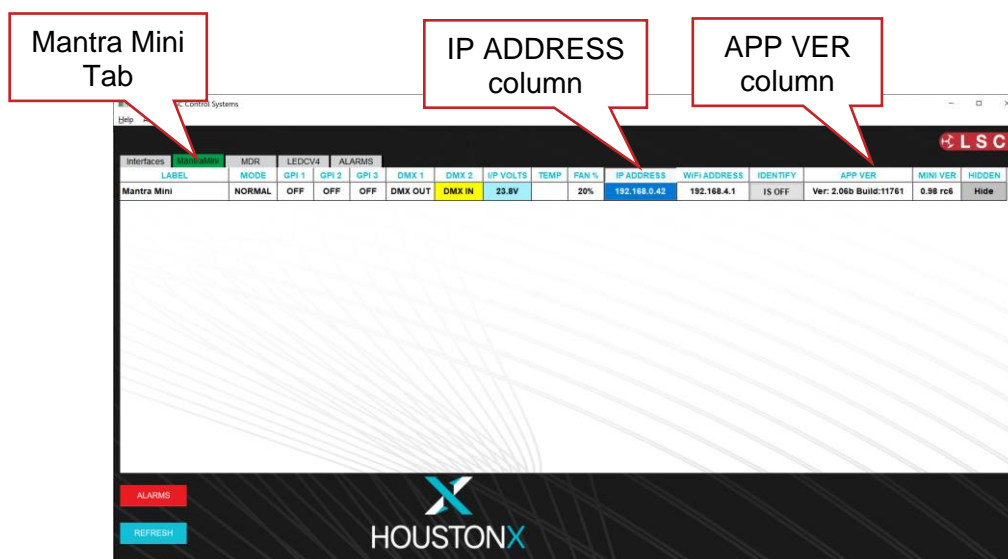 Mantra Mini
Tab
IP ADDRESS
column
APP VER
column
C Control Systems
Help
LSC
Interfaces MantraMini MDR LEDCV4 ALARMS
LABEL MODE GPI 1 GPI 2 GPI 3 DMX 1 DMX 2 I/P VOLTS TEMP FAN % IP ADDRESS WiFi ADDRESS IDENTIFY APP VER MINI VER HIDDEN
Mantra Mini NORMAL OFF OFF OFF DMX OUT DMX IN 23.8V 20% 192.168.0.42 192.168.4.1 IS OFF Ver: 2.06b Build:11761 0.98 rc6 Hide
ALARMS
REFRESH
HOUSTONX